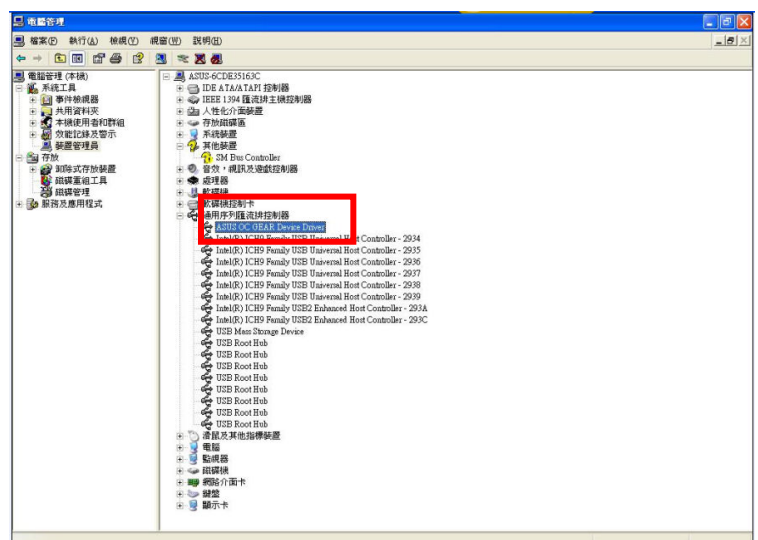 電腦管理
檔案(F) 執行(A) 檢視(V) 視窗(W) 說明(H)
電腦管理 (本機)
系統工具
事件檢視器
共用資料夾
本機使用者和群組
效能記錄及警示
裝置管理員
存放
卸除式存放裝置
磁碟重組工具
磁碟管理
服務及應用程式
ASUS-6CDE35163C
IDE ATA/ATAPI 控制器
IEEE 1394 匯流排主機控制器
人性化介面裝置
存放磁碟區
系統裝置
其他裝置
SM Bus Controller
音效，視訊及遊戲控制器
處理器
軟碟機
軟碟機控制卡
通用序列匯流排控制器
ASUS OC GEAR Device Driver
Intel(R) ICH9 Family USB Universal Host Controller - 2934
Intel(R) ICH9 Family USB Universal Host Controller - 2935
Intel(R) ICH9 Family USB Universal Host Controller - 2936
Intel(R) ICH9 Family USB Universal Host Controller - 2937
Intel(R) ICH9 Family USB Universal Host Controller - 2938
Intel(R) ICH9 Family USB Universal Host Controller - 2939
Intel(R) ICH9 Family USB2 Enhanced Host Controller - 293A
Intel(R) ICH9 Family USB2 Enhanced Host Controller - 293C
USB Mass Storage Device
USB Root Hub
USB Root Hub
USB Root Hub
USB Root Hub
USB Root Hub
USB Root Hub
USB Root Hub
USB Root Hub
滑鼠及其他指標裝置
電腦
監視器
磁碟機
網路介面卡
鍵盤
顯示卡